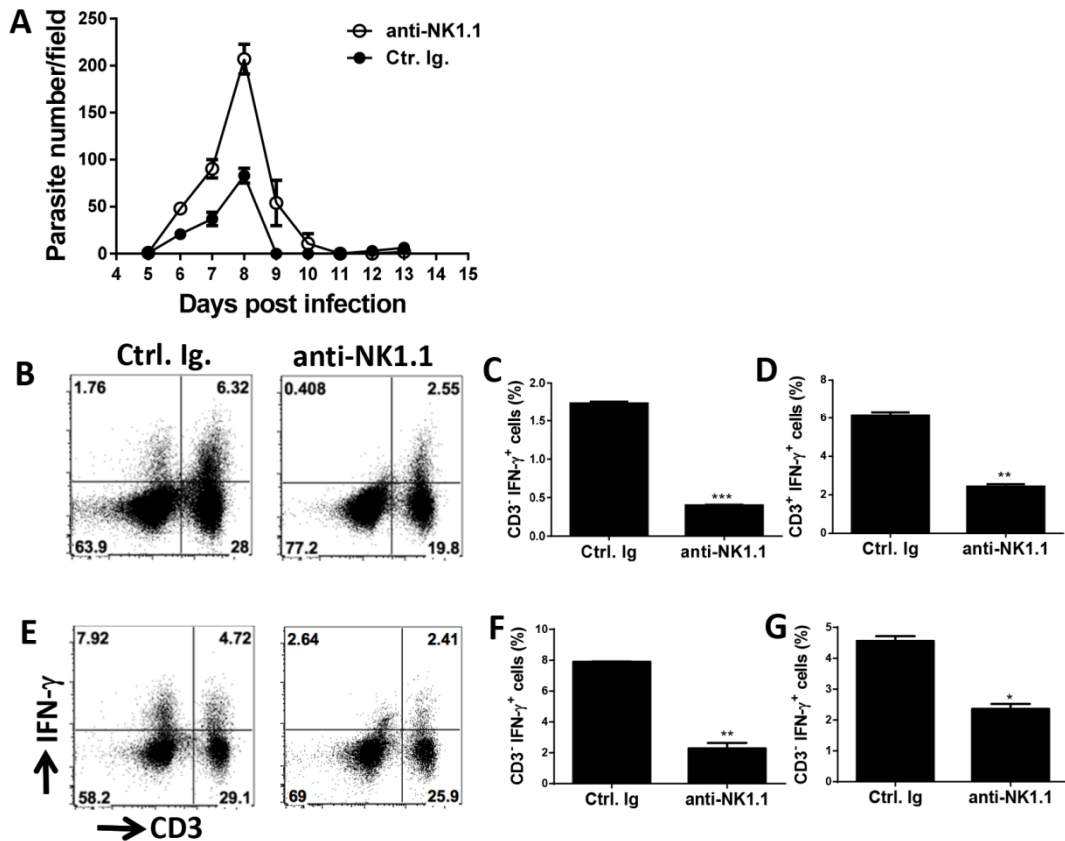 A
Parasite number/field
250
200
150
100
50
0
anti-NK1.1
Ctr. Ig.
4 5 6 7 8 9 10 11 12 13 14 15
Days post infection
B
Ctrl. Ig.
anti-NK1.1
1.76 6.32
63.9 28
0.408 2.55
77.2 19.8
C
CD3⁻ IFN-γ⁺ cells (%)
2.0
1.5
1.0
0.5
0.0
***
Ctrl. Ig anti-NK1.1
D
CD3⁺ IFN-γ⁺ cells (%)
8
6
4
2
0
**
Ctrl. Ig anti-NK1.1
E
7.92 4.72
58.2 29.1
2.64 2.41
69 25.9
IFN-γ
CD3
F
CD3⁻ IFN-γ⁺ cells (%)
10
8
6
4
2
0
**
Ctrl. Ig anti-NK1.1
G
CD3⁻ IFN-γ⁺ cells (%)
5
4
3
2
1
0
*
Ctrl. Ig anti-NK1.1